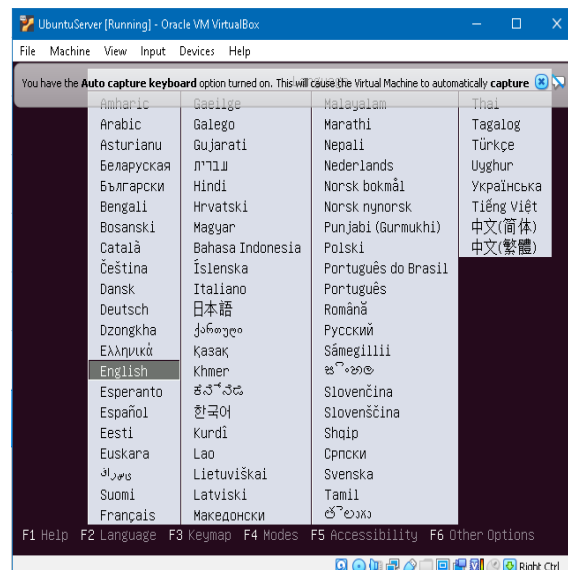 UbuntuServer [Running] - Oracle VM VirtualBox
File Machine View Input Devices Help
You have the Auto capture keyboard option turned on. This will cause the Virtual Machine to automatically capture
Amharic
Arabic
Asturianu
Беларуская
Български
Bengali
Bosanski
Català
Čeština
Dansk
Deutsch
Dzongkha
Ελληνικά
English
Esperanto
Español
Eesti
Euskara
Suomi
Français
Gaeilge
Galego
Gujarati
עברית
Hindi
Hrvatski
Magyar
Bahasa Indonesia
Íslenska
Italiano
日本語
ქართული
Қазақ
Khmer
한국어
Kurdî
Lao
Lietuviškai
Latviski
Македонски
Malayalam
Marathi
Nepali
Nederlands
Norsk bokmål
Norsk nynorsk
Punjabi (Gurmukhi)
Polski
Português do Brasil
Português
Română
Русский
Sámegillii
Slovenčina
Slovenščina
Shqip
Српски
Svenska
Tamil
Thai
Tagalog
Türkçe
Uyghur
Українська
Tiếng Việt
中文(简体)
中文(繁體)
F1 Help F2 Language F3 Keymap F4 Modes F5 Accessibility F6 Other Options
Right Ctrl